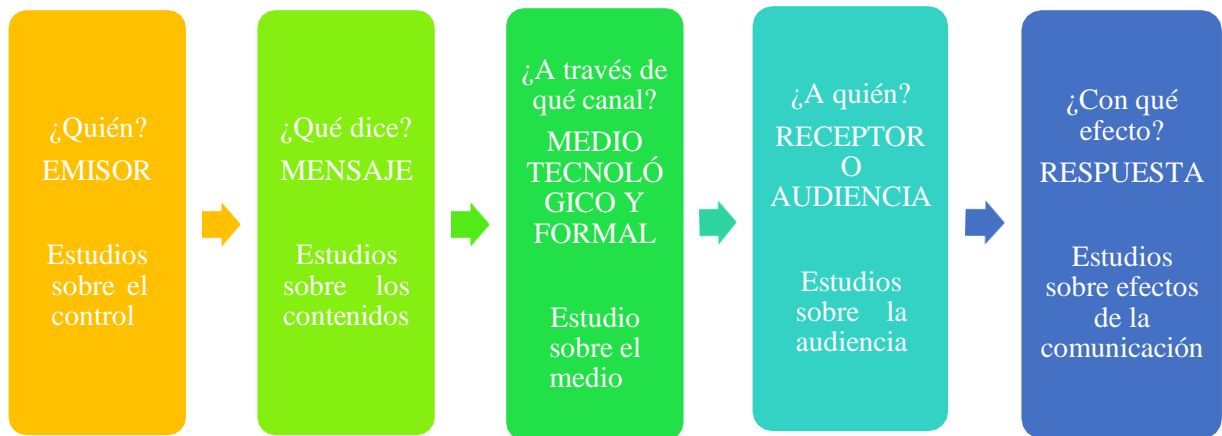 ¿Quién?
EMISOR
Estudios
sobre el
control
¿Qué dice?
MENSAJE
Estudios
sobre los
contenidos
¿A través de
qué canal?
MEDIO
TECNOLÓ
GICO Y
FORMAL
Estudio
sobre el
medio
¿A quién?
RECEPTOR
O
AUDIENCIA
Estudios
sobre la
audiencia
¿Con qué
efecto?
RESPUESTA
Estudios
sobre efectos
de la
comunicación